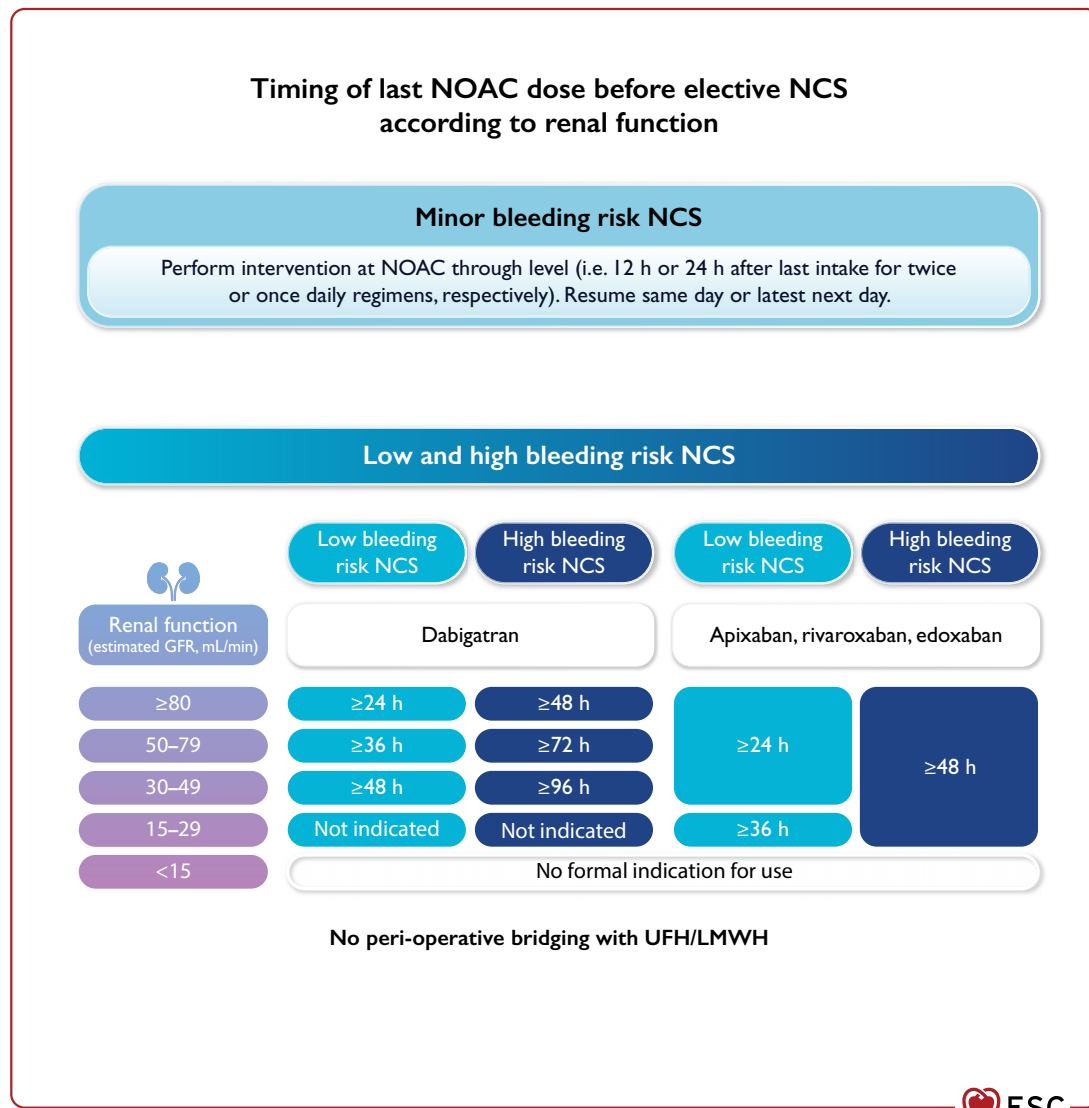 Timing of last NOAC dose before elective NCS
according to renal function
Minor bleeding risk NCS
Perform intervention at NOAC through level (i.e. 12 h or 24 h after last intake for twice
or once daily regimens, respectively). Resume same day or latest next day.
Low and high bleeding risk NCS
Low bleeding
risk NCS
High bleeding
risk NCS
Low bleeding
risk NCS
High bleeding
risk NCS
Renal function
(estimated GFR, mL/min)
Dabigatran
Apixaban, rivaroxaban, edoxaban
≥80
≥24 h
≥48 h
50–79
≥36 h
≥72 h
≥24 h
≥48 h
30–49
≥48 h
≥96 h
15–29
Not indicated
Not indicated
≥36 h
<15
No formal indication for use
No peri-operative bridging with UFH/LMWH
ESC